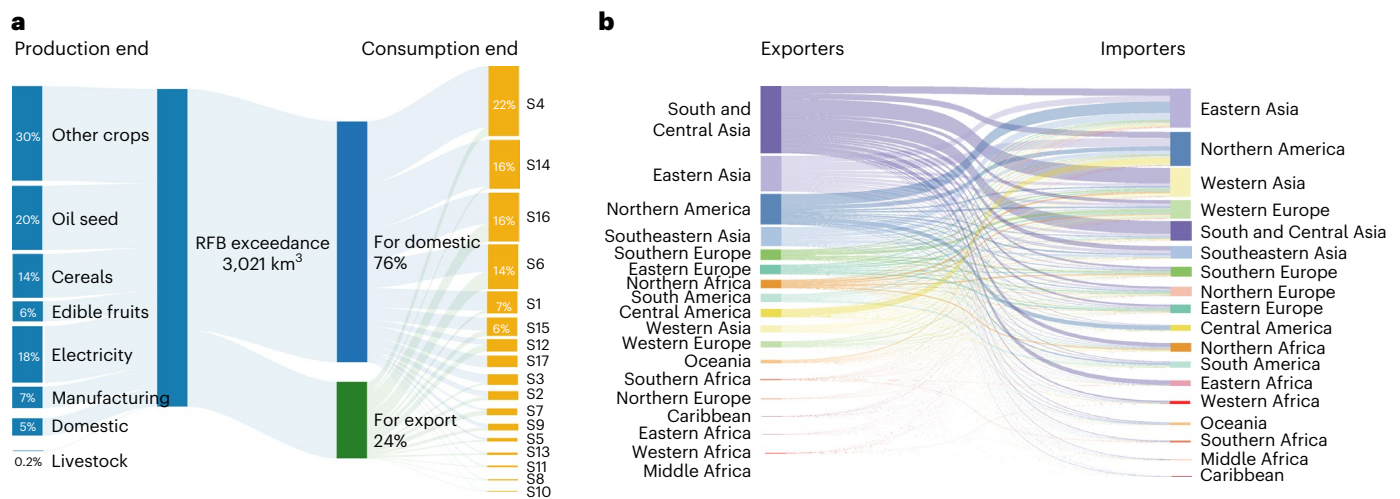 a
Production end
Consumption end
30%
Other crops
20%
Oil seed
14%
Cereals
6%
Edible fruits
18%
Electricity
7%
Manufacturing
5%
Domestic
0.2%
Livestock
RFB exceedance
3,021 km³
For domestic
76%
For export
24%
22%
S4
16%
S14
16%
S16
14%
S6
7%
S1
6%
S15
S12
S17
S3
S2
S7
S9
S5
S13
S11
S8
S10
b
Exporters
Importers
South and
Central Asia
Eastern Asia
Northern America
Southeastern Asia
Southern Europe
Eastern Europe
Northern Africa
South America
Central America
Western Asia
Western Europe
Oceania
Southern Africa
Northern Europe
Caribbean
Eastern Africa
Western Africa
Middle Africa
Eastern Asia
Northern America
Western Asia
Western Europe
South and Central Asia
Southeastern Asia
Southern Europe
Northern Europe
Eastern Europe
Central America
Northern Africa
South America
Eastern Africa
Western Africa
Oceania
Southern Africa
Middle Africa
Caribbean